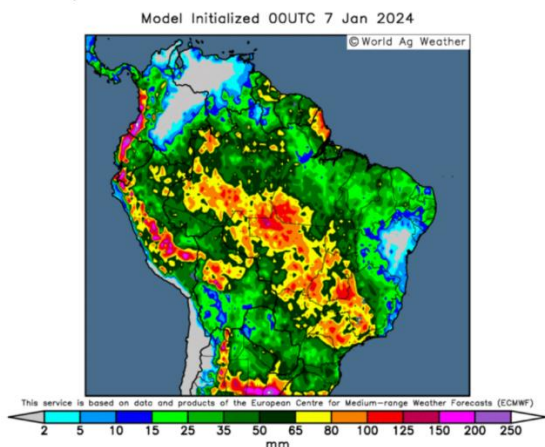 Model Initialized 00UTC 7 Jan 2024
© World Ag Weather
This service is based on data and products of the European Centre for Medium-range Weather Forecasts (ECMWF)
2 5 10 15 25 35 50 65 80 100 125 150 200 250
mm